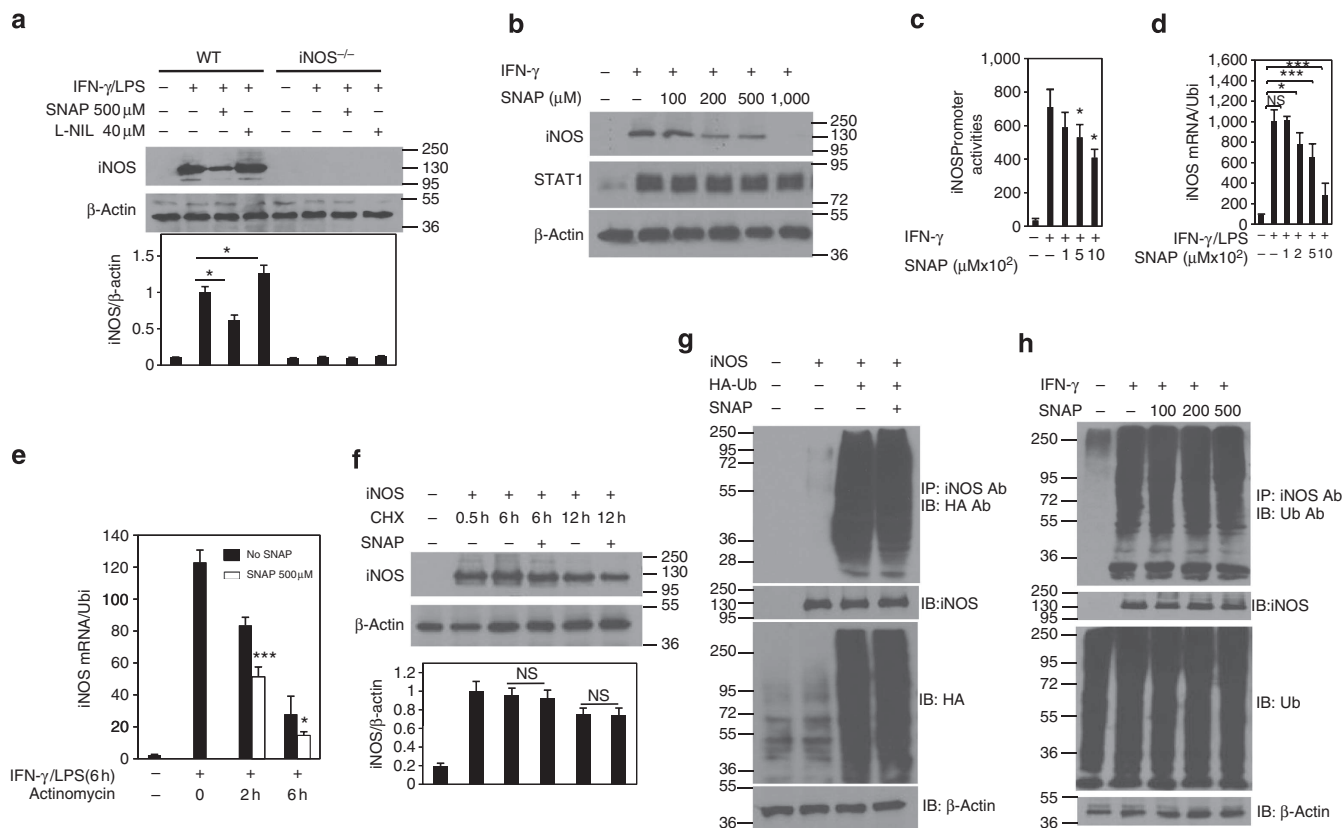 a
WT
iNOS–/–
IFN-γ/LPS – + + + – + + +
SNAP 500 μM – – + – – – + –
L-NIL 40 μM – – – + – – – +
iNOS
250
130
95
β-Actin
55
36
iNOS/β-actin
1.5
1
0.5
0
*
*
b
IFN-γ – + + + + +
SNAP (μM) – – 100 200 500 1,000
iNOS
250
130
95
STAT1
95
72
β-Actin
55
36
c
1,000
800
600
400
200
0
iNOSPromoter
activities
*
*
IFN-γ – + + + +
SNAP (μMx10²) – – 1 5 10
d
1,600
1,400
1,200
1,000
800
600
400
200
0
iNOS mRNA/Ubi
***
***
*
NS
IFN-γ/LPS – + + + + +
SNAP (μMx10²) – – 1 2 5 10
e
140
120
100
80
60
40
20
0
iNOS mRNA/Ubi
No SNAP
SNAP 500μM
***
*
IFN-γ/LPS(6 h) – + + +
Actinomycin – 0 2 h 6 h
f
iNOS – + + + + +
CHX – 0.5 h 6 h 6 h 12 h 12 h
SNAP – – – + – +
iNOS
250
130
95
β-Actin
55
36
iNOS/β-actin
1.2
1
0.8
0.6
0.4
0.2
0
NS
NS
g
iNOS – + + +
HA-Ub – – + +
SNAP – – – +
250
95
72
55
36
28
IP: iNOS Ab
IB: HA Ab
250
130
95
IB:iNOS
250
95
72
55
36
IB: HA
55
36
IB: β-Actin
h
IFN-γ – + + + +
SNAP – – 100 200 500
250
95
72
55
36
IP: iNOS Ab
IB: Ub Ab
250
130
95
IB:iNOS
250
95
72
55
36
IB: Ub
55
36
IB: β-Actin